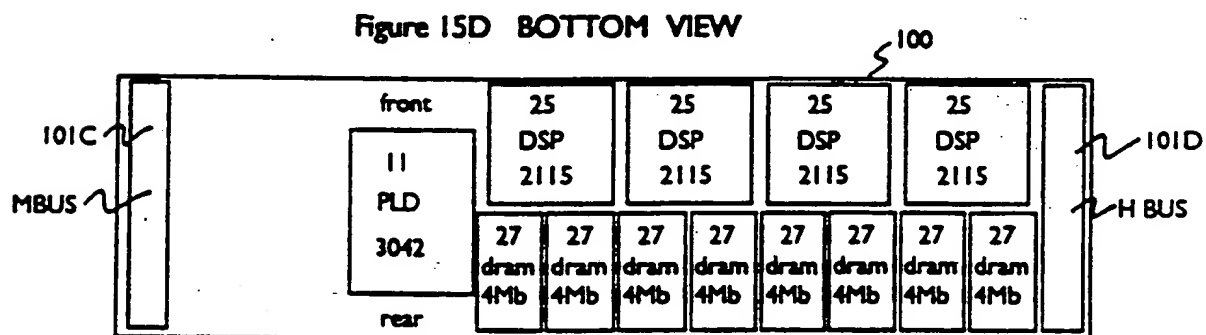 Figure 15D BOTTOM VIEW
100
front
25 25 25 25
DSP DSP DSP DSP
2115 2115 2115 2115
101C
MBUS
11
PLD
3042
101D
H BUS
27 27 27 27 27 27 27 27
dram dram dram dram dram dram dram dram
4Mb 4Mb 4Mb 4Mb 4Mb 4Mb 4Mb 4Mb
rear